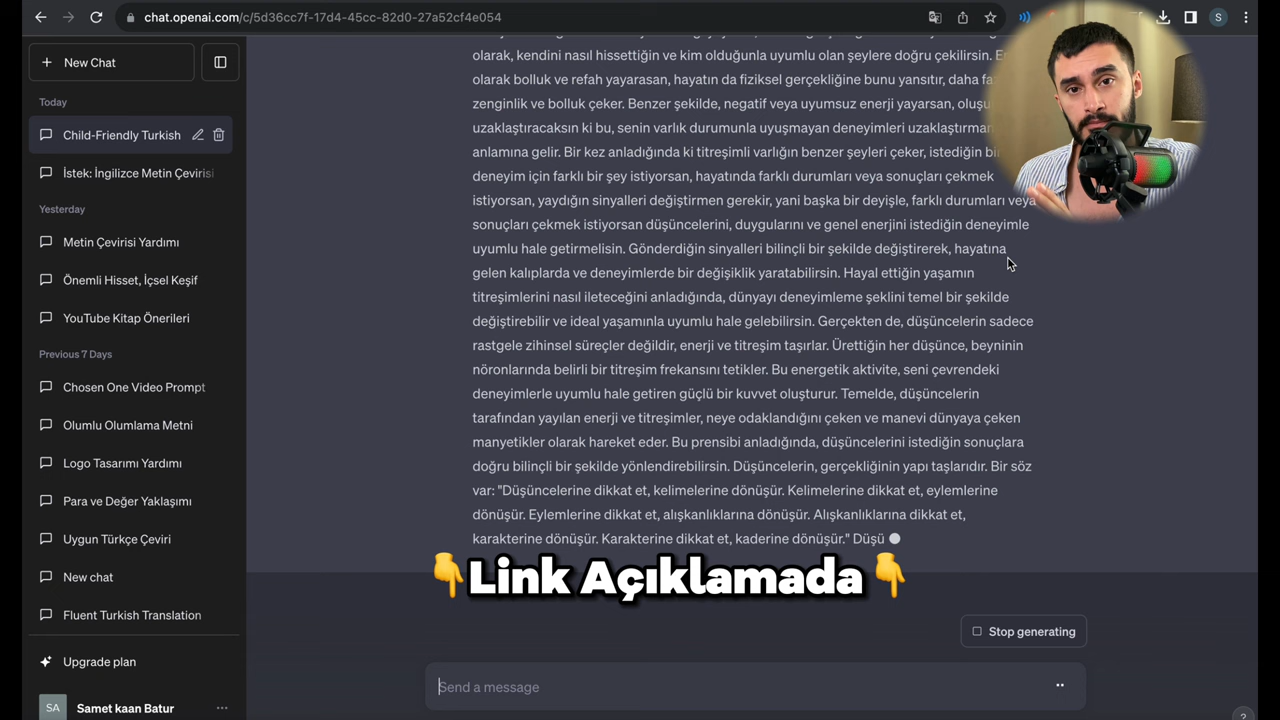 chat.openai.com/c/5d36cc7f-17d4-45cc-82d0-27a52cf4e054
S
New Chat
Today
Child-Friendly Turkish
İstek: İngilizce Metin Çevirisi
Yesterday
Metin Çevirisi Yardımı
Önemli Hisset, İçsel Keşif
YouTube Kitap Önerileri
Previous 7 Days
Chosen One Video Prompt
Olumlu Olumlama Metni
Logo Tasarımı Yardımı
Para ve Değer Yaklaşımı
Uygun Türkçe Çeviri
New chat
Fluent Turkish Translation
Upgrade plan
SA Samet kaan Batur
olarak, kendini nasıl hissettiğin ve kim olduğunla uyumlu olan şeylere doğru çekilirsin.
olarak bolluk ve refah yayarasan, hayatın da fiziksel gerçekliğine bunu yansıtır, daha
zenginlik ve bolluk çeker. Benzer şekilde, negatif veya uyumsuz enerji yayarsan,
uzaklaştıracaksın ki bu, senin varlık durumunla uyuşmayan deneyimleri
anlamına gelir. Bir kez anladığında ki titreşimli varlığın benzer şeyleri çeker, istediğin
deneyim için farklı bir şey istiyorsan, hayatında farklı durumları veya sonuçları çekmek
istiyorsan, yaydığın sinyalleri değiştirmen gerekir, yani başka bir deyişle, farklı durumları veya
sonuçları çekmek istiyorsan düşüncelerini, duygularını ve genel enerjini istediğin deneyimle
uyumlu hale getirmelisin. Gönderdiğin sinyalleri bilinçli bir şekilde değiştirerek, hayatına
gelen kalıplarda ve deneyimlerde bir değişiklik yaratabilirsin. Hayal ettiğin yaşamın
titreşimlerini nasıl ileteceğini anladığında, dünyayı deneyimleme şeklini temel bir şekilde
değiştirebilir ve ideal yaşamınla uyumlu hale gelebilirsin. Gerçekten de, düşüncelerin sadece
rastgele zihinsel süreçler değildir, enerji ve titreşim taşırlar. Ürettiğin her düşünce, beyninin
nöronlarında belirli bir titreşim frekansını tetikler. Bu energetik aktivite, seni çevrendeki
deneyimlerle uyumlu hale getiren güçlü bir kuvvet oluşturur. Temelde, düşüncelerin
tarafından yayılan enerji ve titreşimler, neye odaklandığını çeken ve manevi dünyaya çeken
manyetikler olarak hareket eder. Bu prensibi anladığında, düşüncelerini istediğin sonuçlara
doğru bilinçli bir şekilde yönlendirebilirsin. Düşüncelerin, gerçekliğinin yapı taşlarıdır. Bir söz
var: "Düşüncelerine dikkat et, kelimelerine dönüşür. Kelimelerine dikkat et, eylemlerine
dönüşür. Eylemlerine dikkat et, alışkanlıklarına dönüşür. Alışkanlıklarına dikkat et,
karakterine dönüşür. Karakterine dikkat et, kaderine dönüşür." Düşü
👇Link Açıklamada👇
Stop generating
Send a message
?